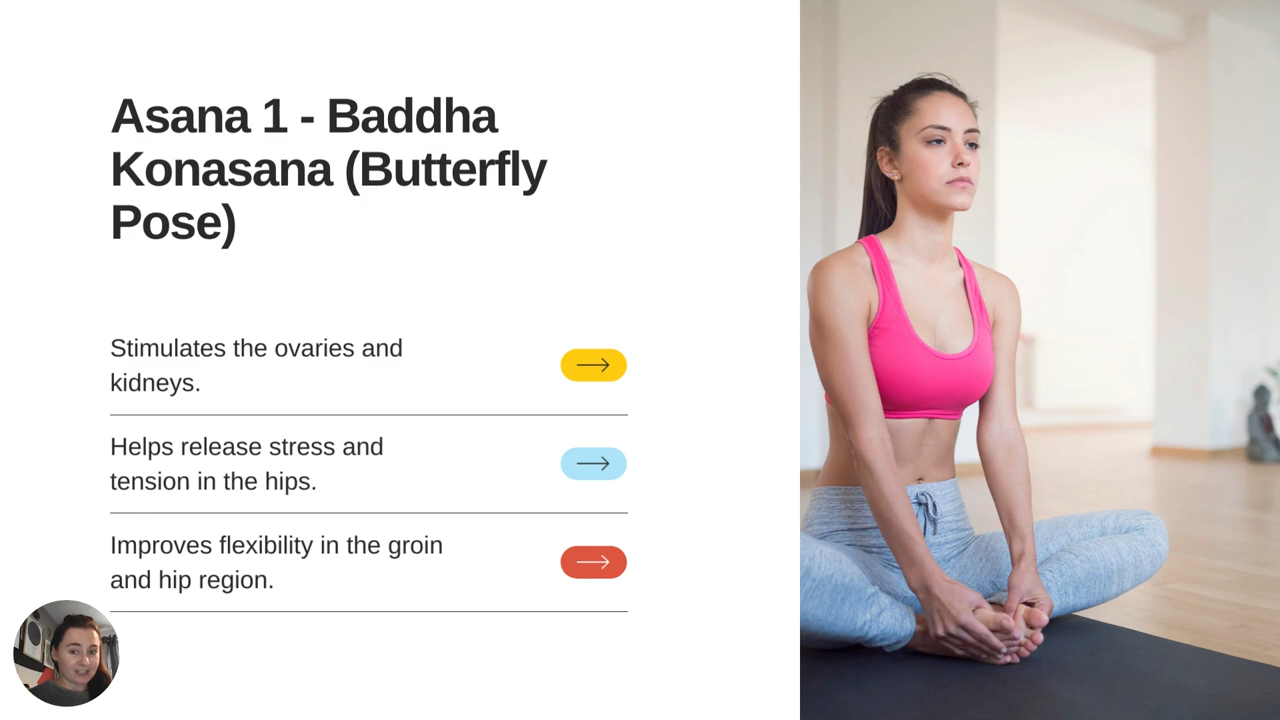 Asana 1 - Baddha
Konasana (Butterfly
Pose)
Stimulates the ovaries and
kidneys.
Helps release stress and
tension in the hips.
Improves flexibility in the groin
and hip region.